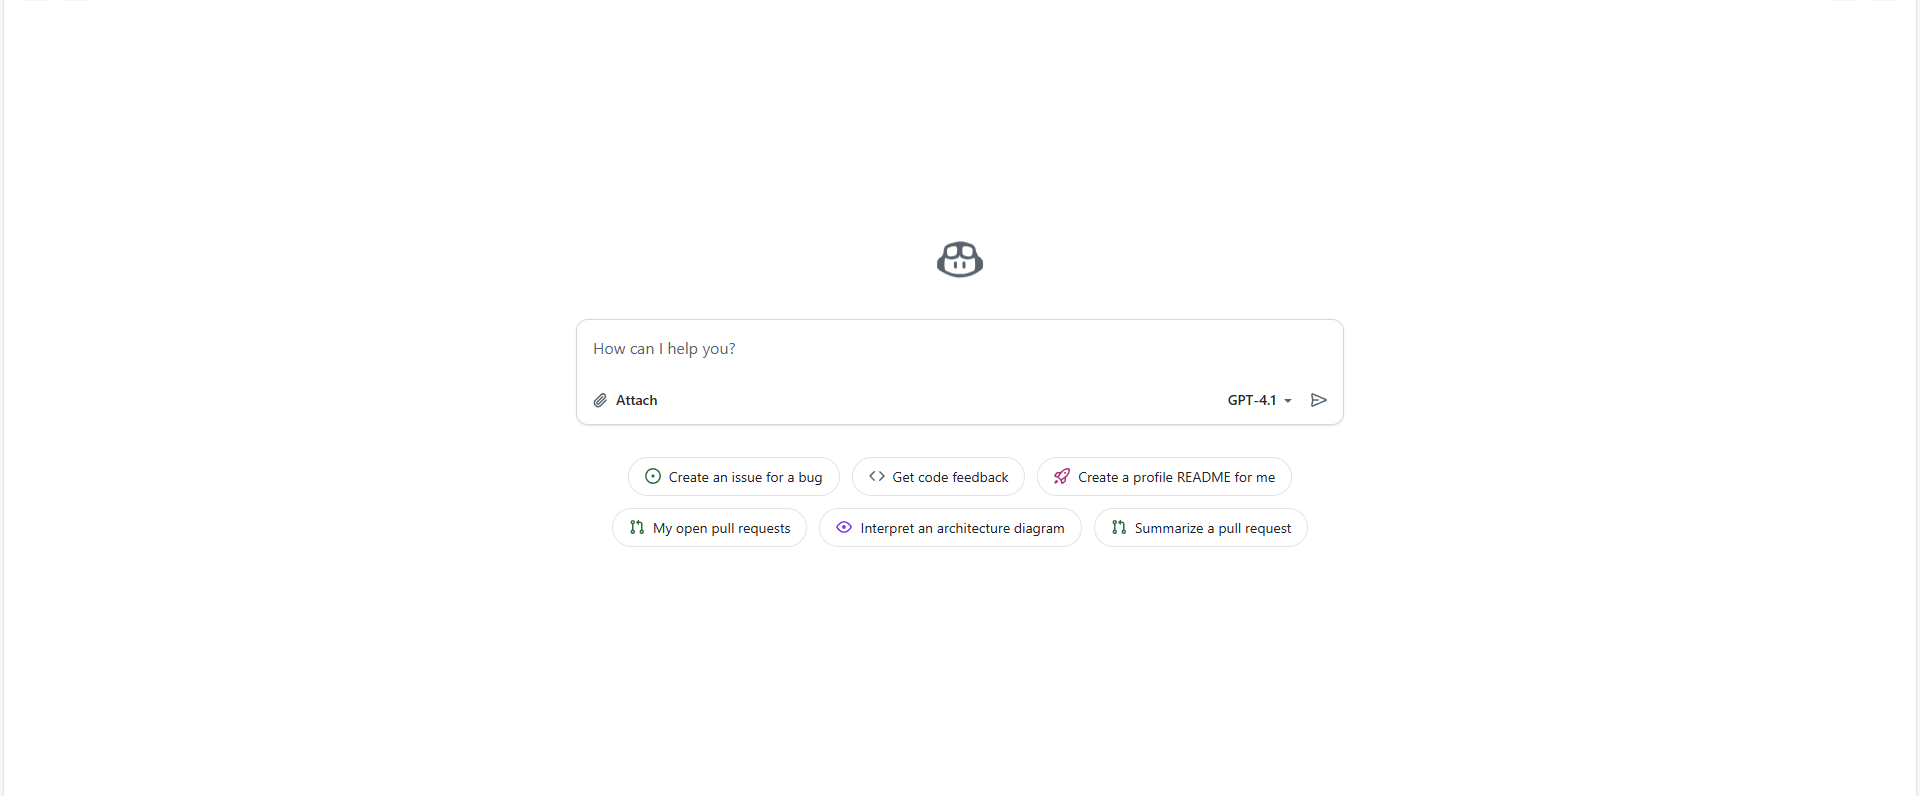 How can I help you?
Attach GPT-4.1
Create an issue for a bug Get code feedback Create a profile README for me
My open pull requests Interpret an architecture diagram Summarize a pull request